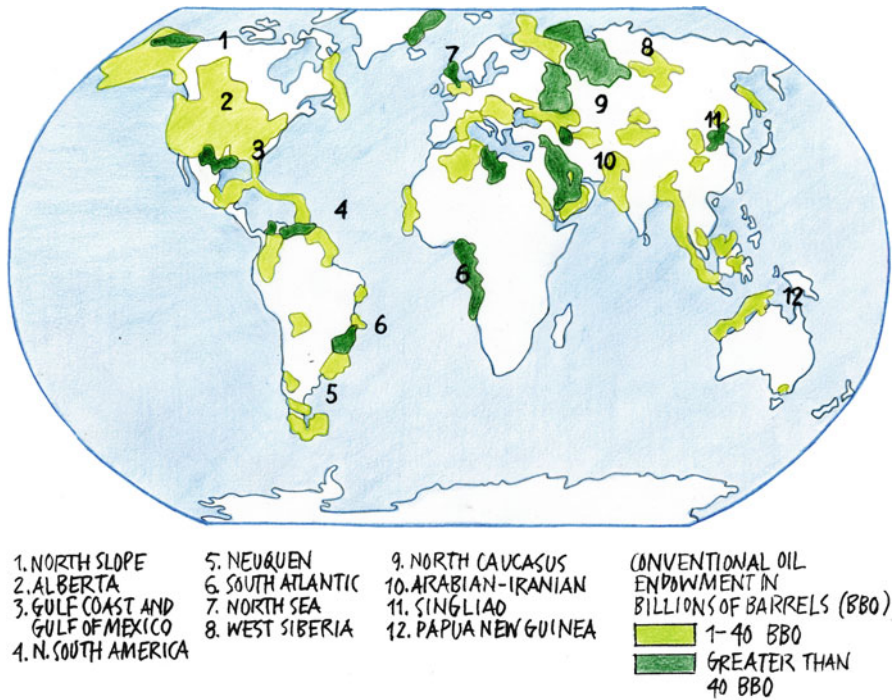 1
2
3
4
5
6
6
7
8
9
10
11
12
1. NORTH SLOPE
2. ALBERTA
3. GULF COAST AND
GULF OF MEXICO
4. N. SOUTH AMERICA
5. NEUQUEN
6. SOUTH ATLANTIC
7. NORTH SEA
8. WEST SIBERIA
9. NORTH CAUCASUS
10. ARABIAN-IRANIAN
11. SINGLIAO
12. PAPUA NEW GUINEA
CONVENTIONAL OIL
ENDOWMENT IN
BILLIONS OF BARRELS (BBO)
1-40 BBO
GREATER THAN
40 BBO